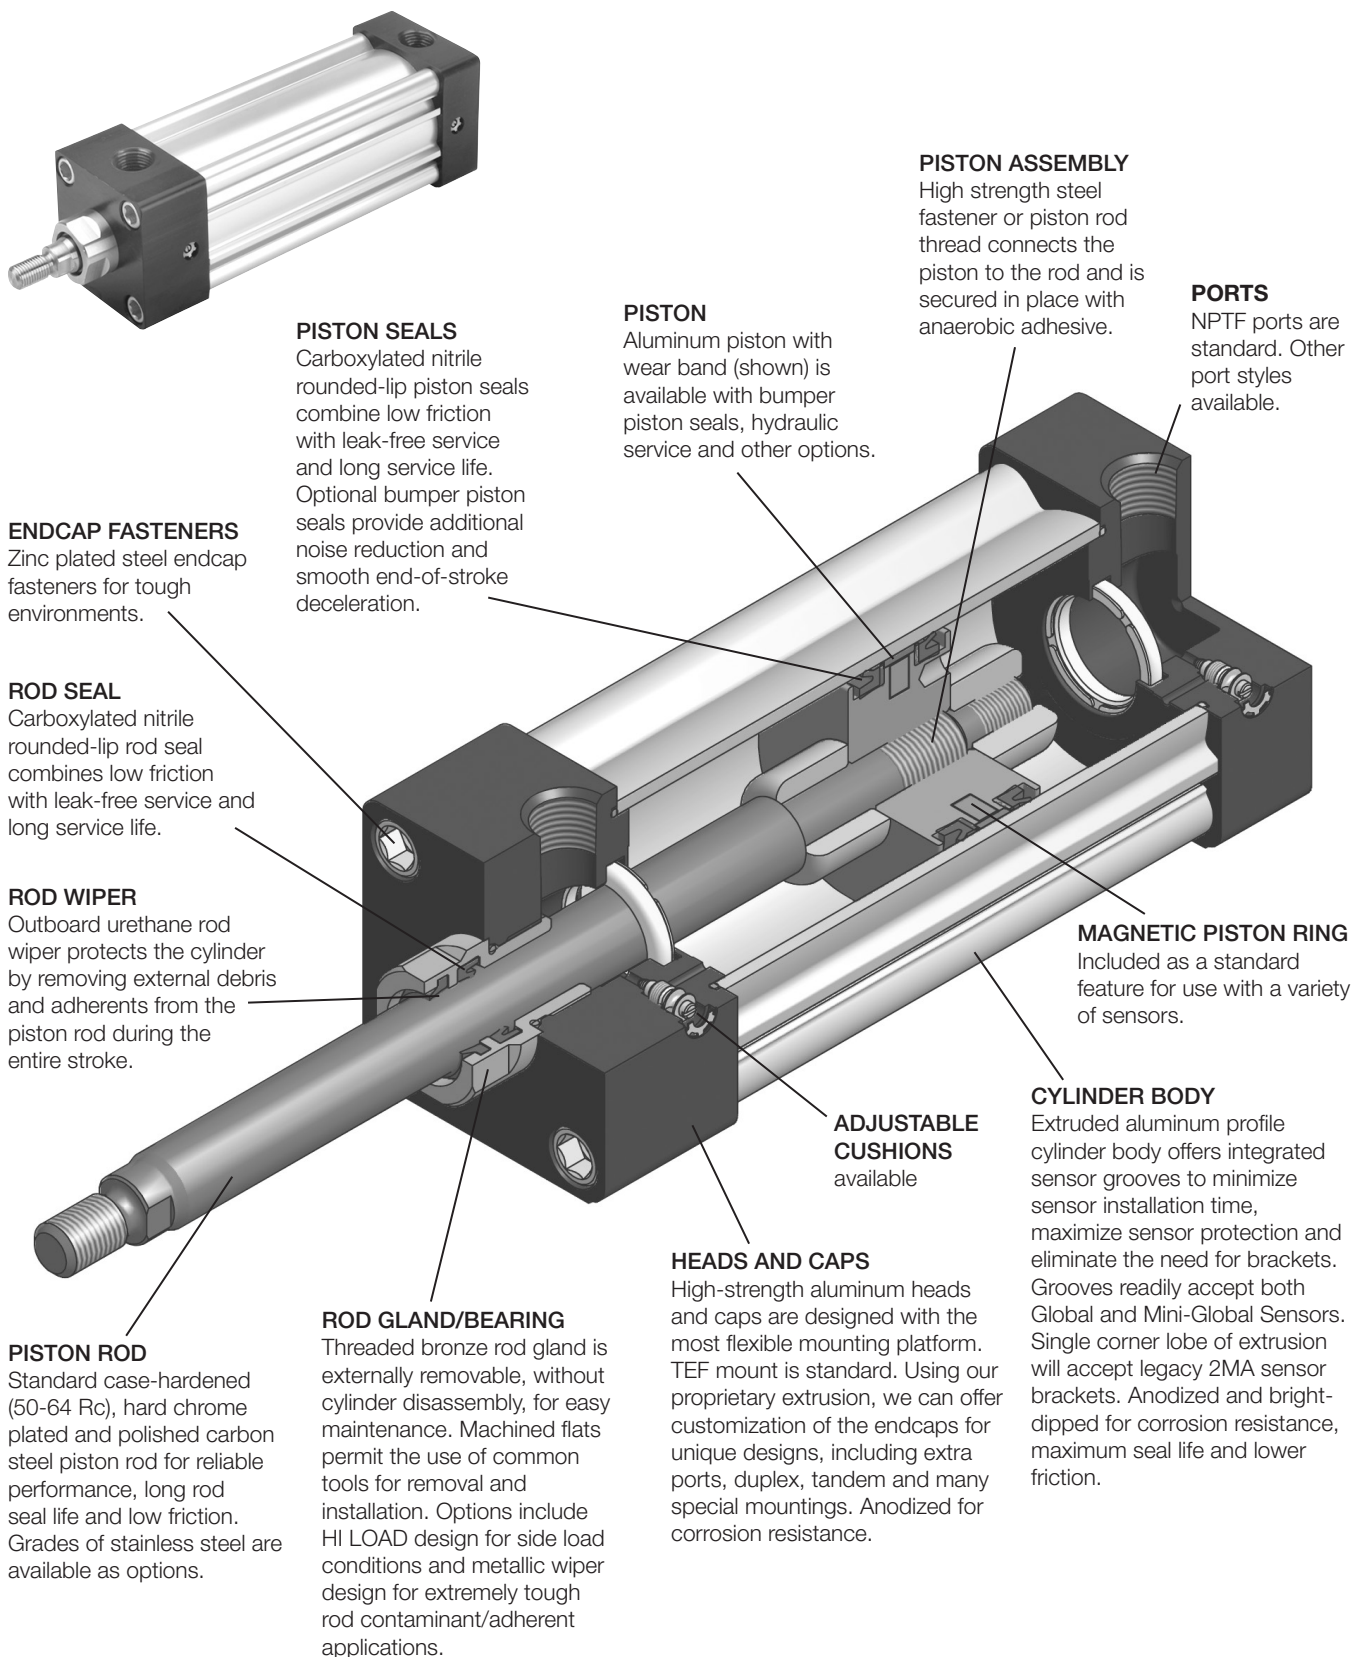 PISTON ASSEMBLY
High strength steel
fastener or piston rod
thread connects the
piston to the rod and is
secured in place with
anaerobic adhesive.
PORTS
NPTF ports are
standard. Other
port styles
available.
PISTON
Aluminum piston with
wear band (shown) is
available with bumper
piston seals, hydraulic
service and other options.
PISTON SEALS
Carboxylated nitrile
rounded-lip piston seals
combine low friction
with leak-free service
and long service life.
Optional bumper piston
seals provide additional
noise reduction and
smooth end-of-stroke
deceleration.
ENDCAP FASTENERS
Zinc plated steel endcap
fasteners for tough
environments.
ROD SEAL
Carboxylated nitrile
rounded-lip rod seal
combines low friction
with leak-free service and
long service life.
ROD WIPER
Outboard urethane rod
wiper protects the cylinder
by removing external debris
and adherents from the
piston rod during the
entire stroke.
MAGNETIC PISTON RING
Included as a standard
feature for use with a variety
of sensors.
ADJUSTABLE
CUSHIONS
available
CYLINDER BODY
Extruded aluminum profile
cylinder body offers integrated
sensor grooves to minimize
sensor installation time,
maximize sensor protection and
eliminate the need for brackets.
Grooves readily accept both
Global and Mini-Global Sensors.
Single corner lobe of extrusion
will accept legacy 2MA sensor
brackets. Anodized and bright-
dipped for corrosion resistance,
maximum seal life and lower
friction.
HEADS AND CAPS
High-strength aluminum heads
and caps are designed with the
most flexible mounting platform.
TEF mount is standard. Using our
proprietary extrusion, we can offer
customization of the endcaps for
unique designs, including extra
ports, duplex, tandem and many
special mountings. Anodized for
corrosion resistance.
ROD GLAND/BEARING
Threaded bronze rod gland is
externally removable, without
cylinder disassembly, for easy
maintenance. Machined flats
permit the use of common
tools for removal and
installation. Options include
HI LOAD design for side load
conditions and metallic wiper
design for extremely tough
rod contaminant/adherent
applications.
PISTON ROD
Standard case-hardened
(50-64 Rc), hard chrome
plated and polished carbon
steel piston rod for reliable
performance, long rod
seal life and low friction.
Grades of stainless steel are
available as options.